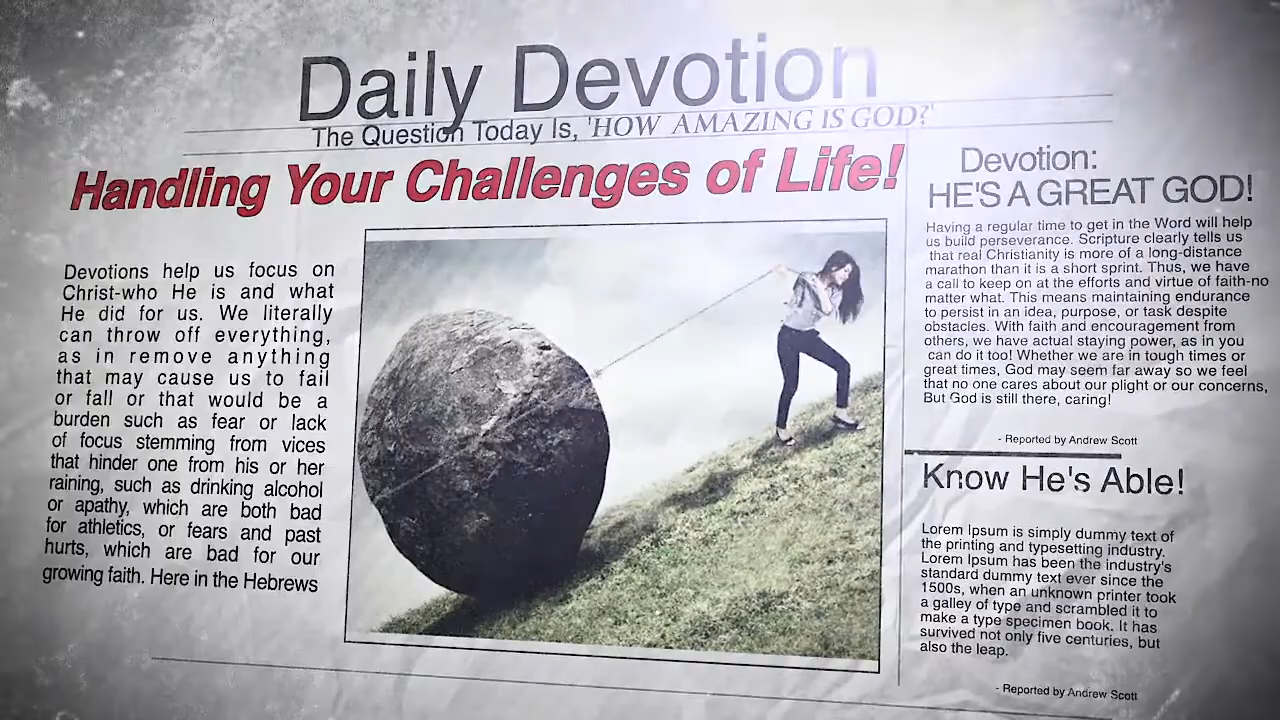 Daily Devotion
The Question Today Is, 'HOW AMAZING IS GOD?'
Handling Your Challenges of Life!
Devotions help us focus on
Christ-who He is and what
He did for us. We literally
can throw off everything,
as in remove anything
that may cause us to fail
or fall or that would be a
burden such as fear or lack
of focus stemming from vices
that hinder one from his or her
raining, such as drinking alcohol
or apathy, which are both bad
for athletics, or fears and past
hurts, which are bad for our
growing faith. Here in the Hebrews
Devotion:
HE'S A GREAT GOD!
Having a regular time to get in the Word will help
us build perseverance. Scripture clearly tells us
that real Christianity is more of a long-distance
marathon than it is a short sprint. Thus, we have
a call to keep on at the efforts and virtue of faith-no
matter what. This means maintaining endurance
to persist in an idea, purpose, or task despite
obstacles. With faith and encouragement from
others, we have actual staying power, as in you
can do it too! Whether we are in tough times or
great times, God may seem far away so we feel
that no one cares about our plight or our concerns,
But God is still there, caring!
- Reported by Andrew Scott
Know He's Able!
Lorem Ipsum is simply dummy text of
the printing and typesetting industry.
Lorem Ipsum has been the industry's
standard dummy text ever since the
1500s, when an unknown printer took
a galley of type and scrambled it to
make a type specimen book. It has
survived not only five centuries, but
also the leap.
- Reported by Andrew Scott